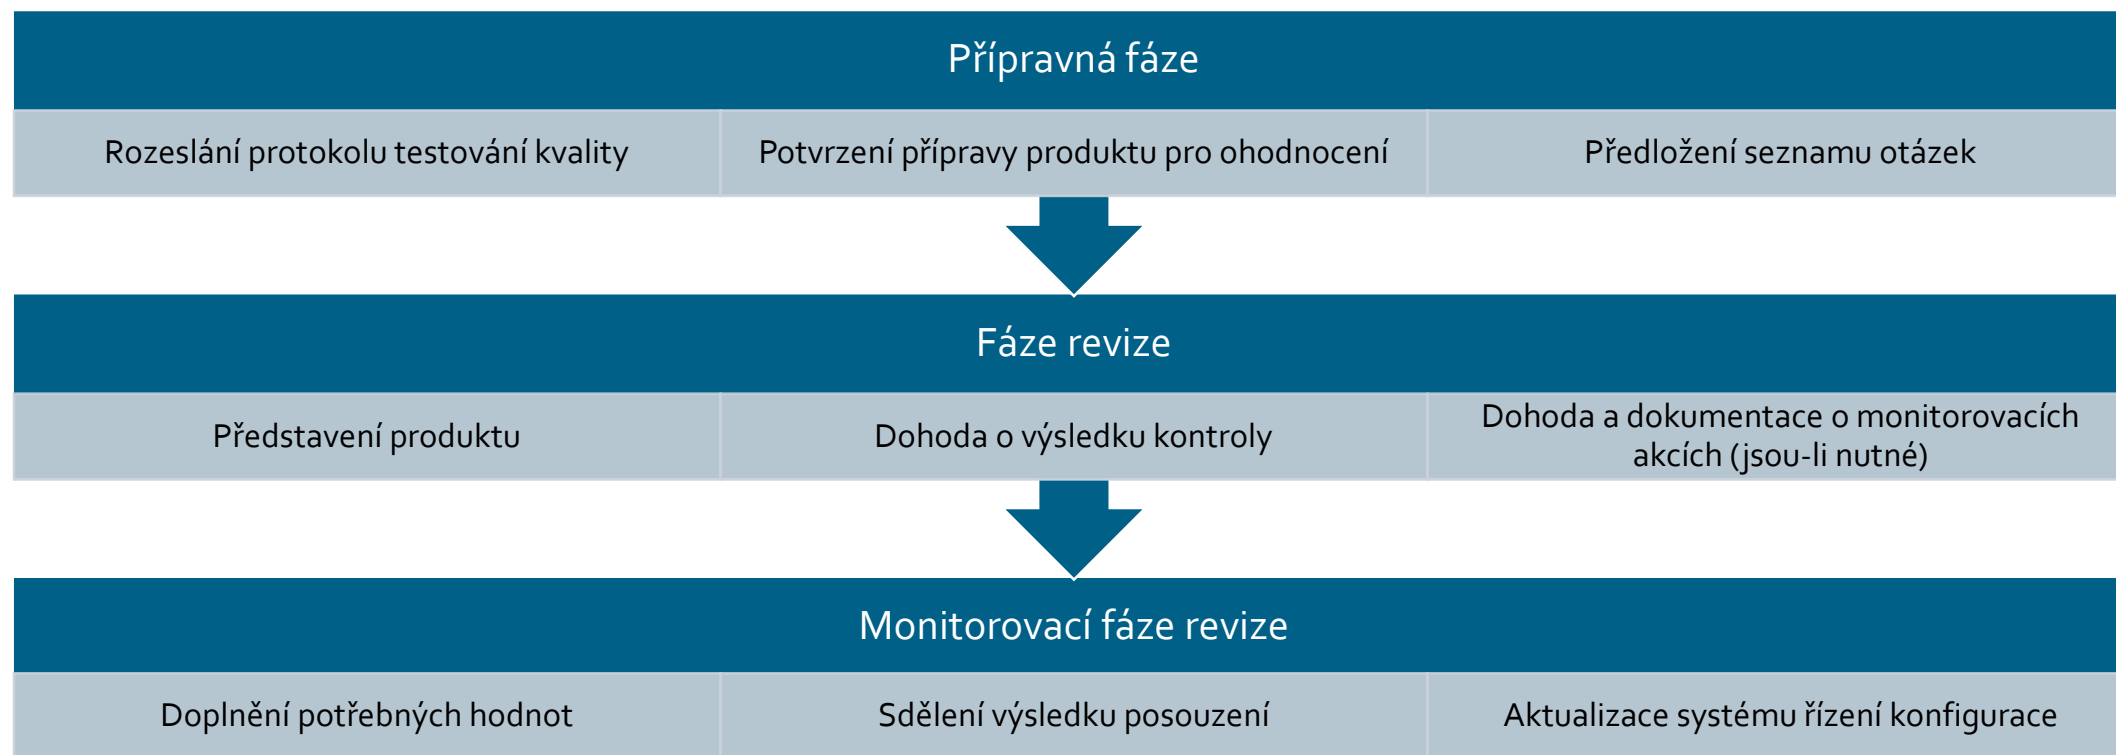 Přípravná fáze
Rozeslání protokolu testování kvality
Potvrzení přípravy produktu pro ohodnocení
Předložení seznamu otázek
Fáze revize
Představení produktu
Dohoda o výsledku kontroly
Dohoda a dokumentace o monitorovacích
akcích (jsou-li nutné)
Monitorovací fáze revize
Doplnění potřebných hodnot
Sdělení výsledku posouzení
Aktualizace systému řízení konfigurace